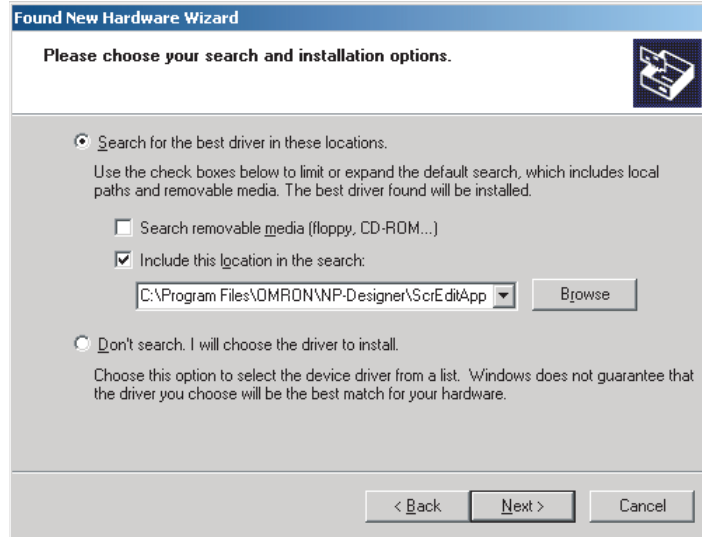 Found New Hardware Wizard
Please choose your search and installation options.
Search for the best driver in these locations.
Use the check boxes below to limit or expand the default search, which includes local
paths and removable media. The best driver found will be installed.
Search removable media (floppy, CD-ROM...)
Include this location in the search:
C:\Program Files\OMRON\NP-Designer\ScrEditApp
Browse
Don't search. I will choose the driver to install.
Choose this option to select the device driver from a list. Windows does not guarantee that
the driver you choose will be the best match for your hardware.
< Back Next > Cancel